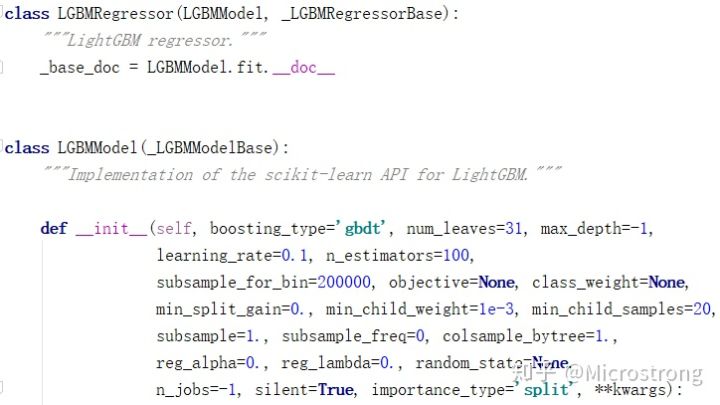 class LGBMRegressor(LGBMModel, _LGBMRegressorBase):
    """LightGBM regressor."""
    _base_doc = LGBMModel.fit.__doc__
class LGBMModel(_LGBMModelBase):
    """Implementation of the scikit-learn API for LightGBM."""
    def __init__(self, boosting_type='gbdt', num_leaves=31, max_depth=-1,
                 learning_rate=0.1, n_estimators=100,
                 subsample_for_bin=200000, objective=None, class_weight=None,
                 min_split_gain=0., min_child_weight=1e-3, min_child_samples=20,
                 subsample=1., subsample_freq=0, colsample_bytree=1.,
                 reg_alpha=0., reg_lambda=0., random_state=None,
                 n_jobs=-1, silent=True, importance_type='split', **kwargs):
知乎 @Microstrong